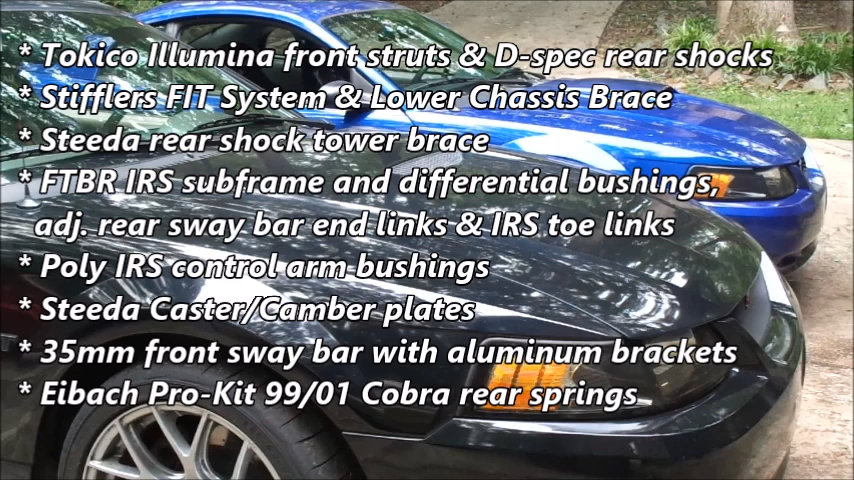 * Tokico Illumina front struts & D-spec rear shocks
* Stifflers FIT System & Lower Chassis Brace
* Steeda rear shock tower brace
* FTBR IRS subframe and differential bushings,
adj. rear sway bar end links & IRS toe links
* Poly IRS control arm bushings
* Steeda Caster/Camber plates
* 35mm front sway bar with aluminum brackets
* Eibach Pro-Kit 99/01 Cobra rear springs